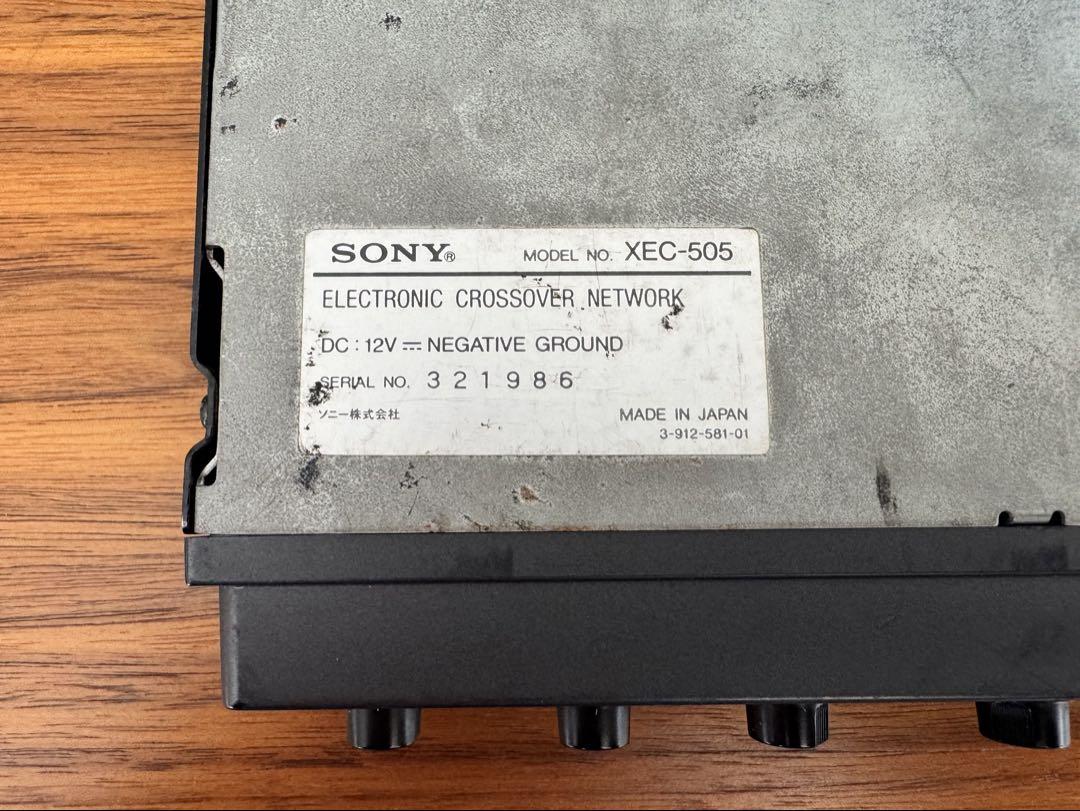 SONY® MODEL NO. XEC-505
ELECTRONIC CROSSOVER NETWORK
DC : 12V ⎓ NEGATIVE GROUND
SERIAL NO. 321986
ソニー株式会社 MADE IN JAPAN
3-912-581-01